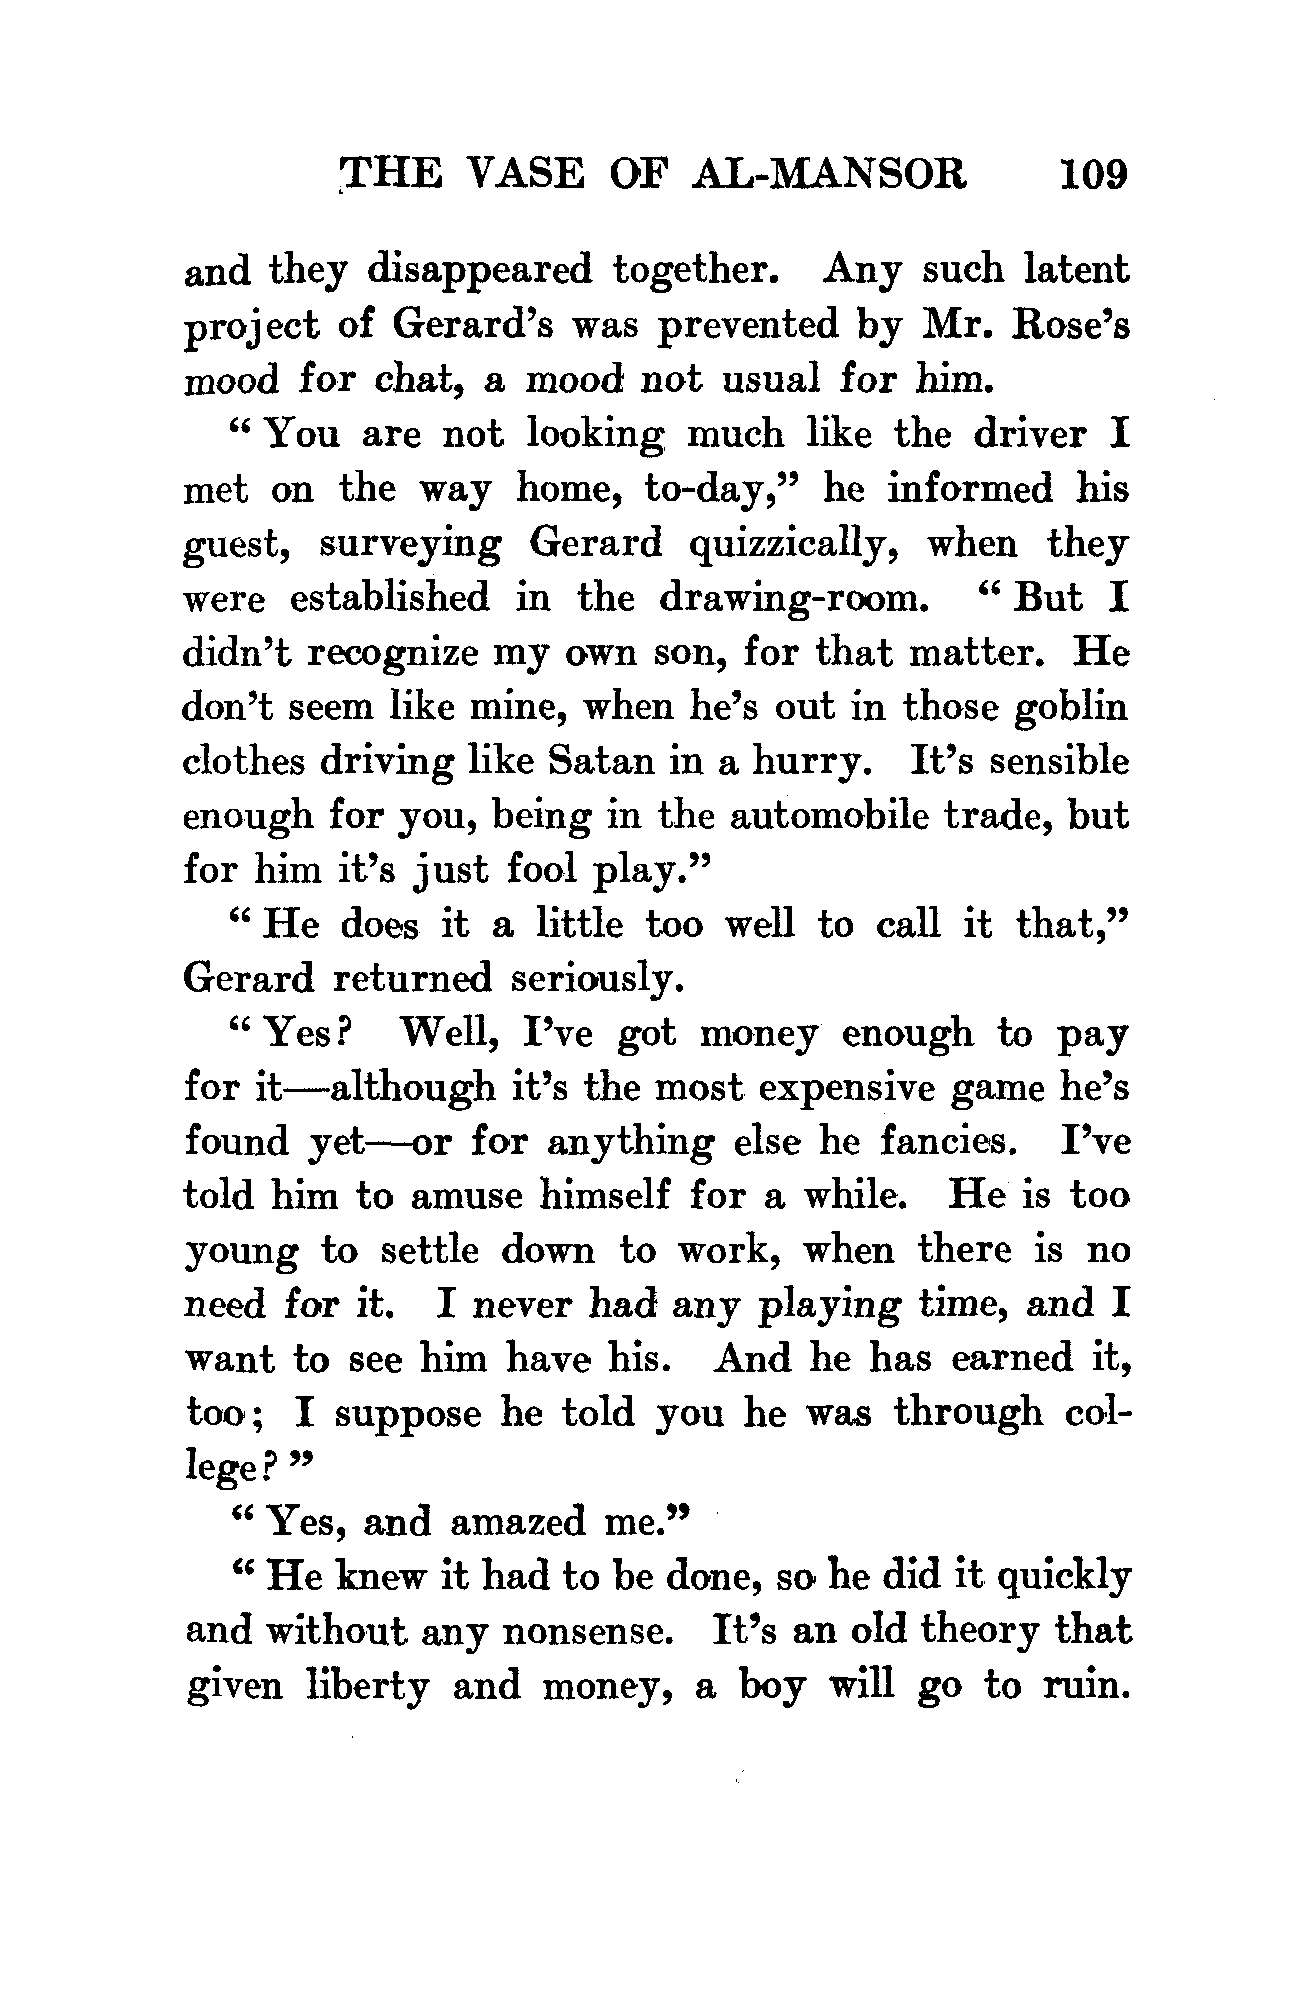 THE VASE OF AL-MANSOR 109
and they disappeared together. Any such latent
project of Gerard's was prevented by Mr. Rose's
mood for chat, a mood not usual for him.
“ You are not looking much like the driver I
met on the way home, to-day,” he informed his
guest, surveying Gerard quizzically, when they
were established in the drawing-room. “ But I
didn't recognize my own son, for that matter. He
don't seem like mine, when he's out in those goblin
clothes driving like Satan in a hurry. It's sensible
enough for you, being in the automobile trade, but
for him it's just fool play.”
“ He does it a little too well to call it that,”
Gerard returned seriously.
“ Yes? Well, I've got money enough to pay
for it—although it's the most expensive game he's
found yet—or for anything else he fancies. I've
told him to amuse himself for a while. He is too
young to settle down to work, when there is no
need for it. I never had any playing time, and I
want to see him have his. And he has earned it,
too; I suppose he told you he was through col-
lege? ”
“ Yes, and amazed me.”
“ He knew it had to be done, so he did it quickly
and without any nonsense. It's an old theory that
given liberty and money, a boy will go to ruin.